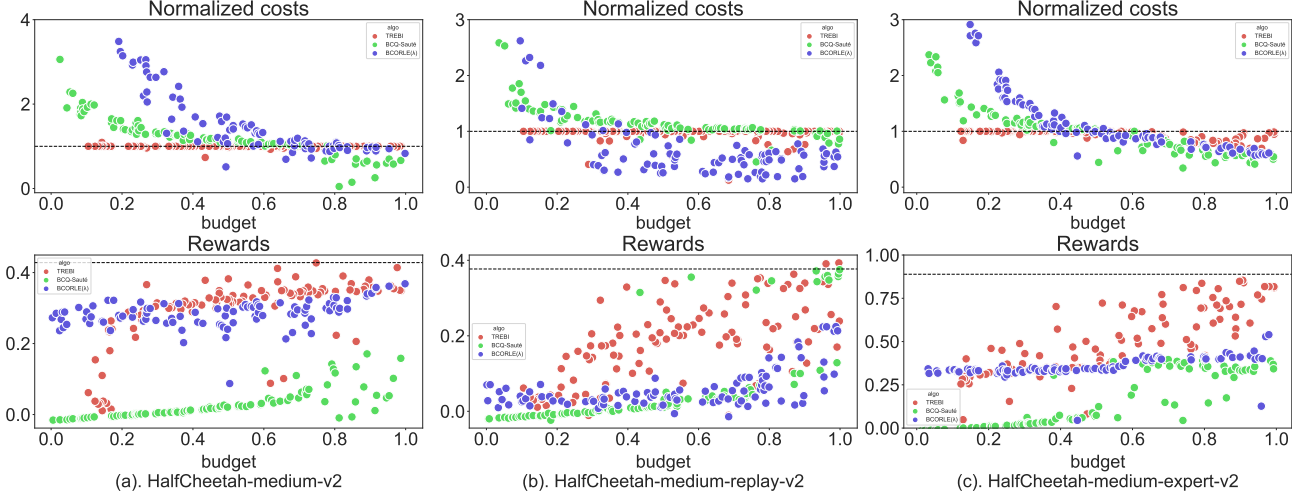 Normalized costs
4
2
0
algo
TREBI
BCQ-Sauté
BCORLE(λ)
0.0 0.2 0.4 0.6 0.8 1.0
budget
Normalized costs
3
2
1
0
algo
TREBI
BCQ-Sauté
BCORLE(λ)
0.0 0.2 0.4 0.6 0.8 1.0
budget
Normalized costs
3
2
1
0
algo
TREBI
BCQ-Sauté
BCORLE(λ)
0.0 0.2 0.4 0.6 0.8 1.0
budget
Rewards
0.4
0.2
0.0
algo
TREBI
BCQ-Sauté
BCORLE(λ)
0.0 0.2 0.4 0.6 0.8 1.0
budget
(a). HalfCheetah-medium-v2
Rewards
0.4
0.2
0.0
algo
TREBI
BCQ-Sauté
BCORLE(λ)
0.0 0.2 0.4 0.6 0.8 1.0
budget
(b). HalfCheetah-medium-replay-v2
Rewards
1.00
0.75
0.50
0.25
0.00
algo
TREBI
BCQ-Sauté
BCORLE(λ)
0.0 0.2 0.4 0.6 0.8 1.0
budget
(c). HalfCheetah-medium-expert-v2